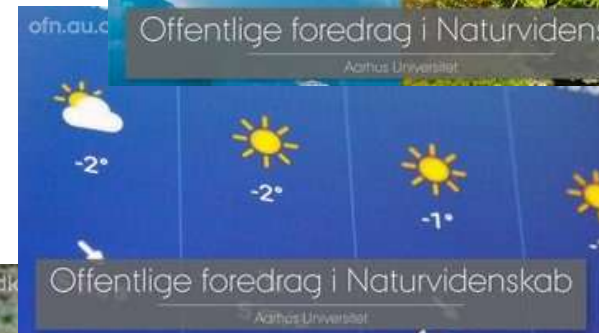 ofn.au.d
Offentlige foredrag i Naturvidens
Aarhus Universitet
-2°
-2°
-1°
Offentlige foredrag i Naturvidenskab
Aarhus Universitet